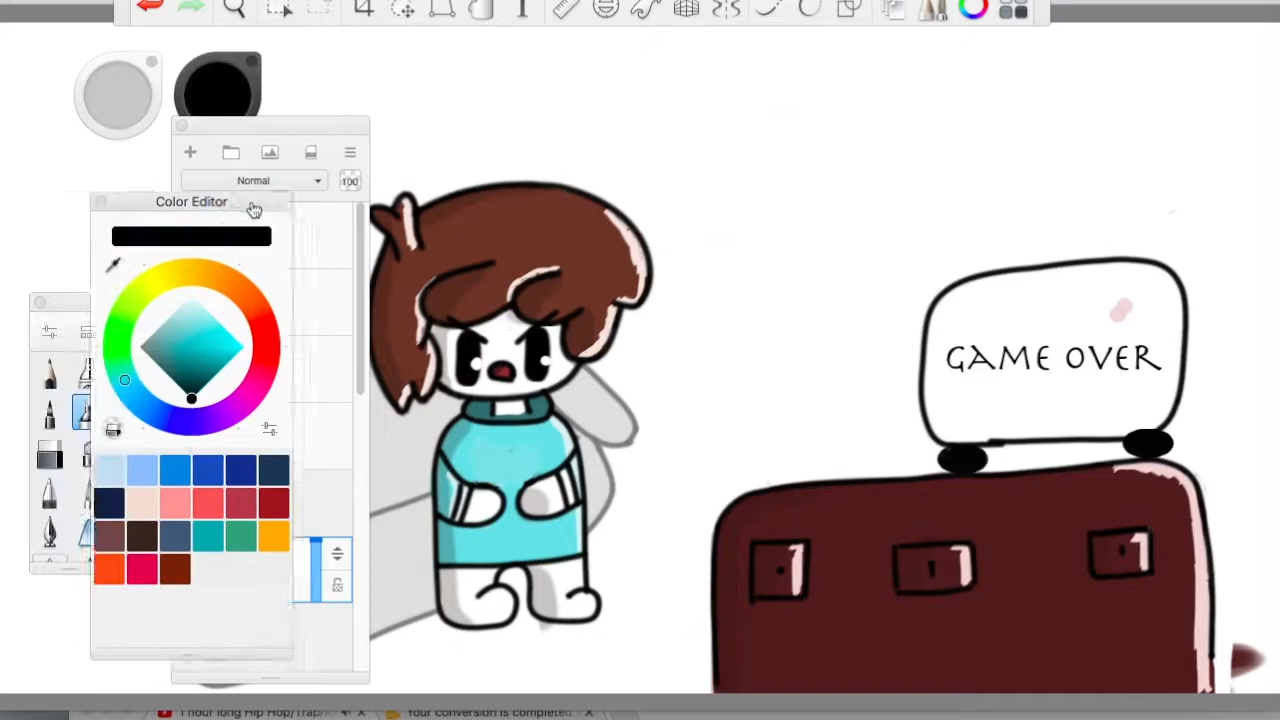 T
Normal
100
Color Editor
GAME OVER
1 hour long Hip Hop/Trap/
Your conversion is completed